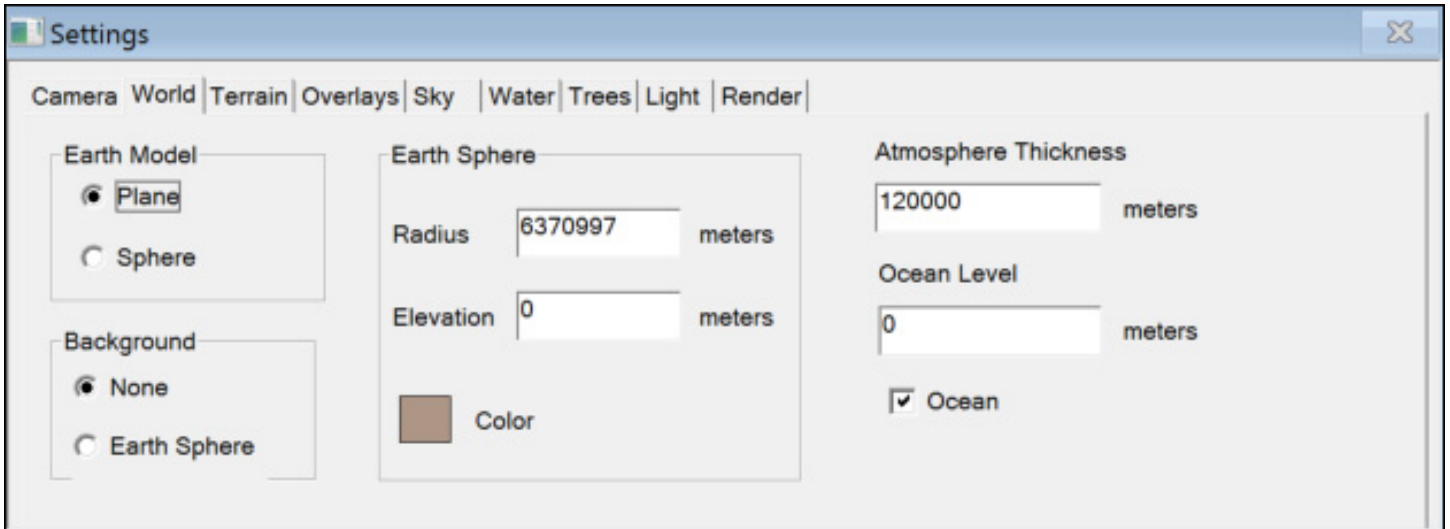 Settings
Camera World Terrain Overlays Sky Water Trees Light Render
Earth Model
Plane
Sphere
Background
None
Earth Sphere
Earth Sphere
Radius 6370997 meters
Elevation 0 meters
Color
Atmosphere Thickness
120000 meters
Ocean Level
0 meters
Ocean